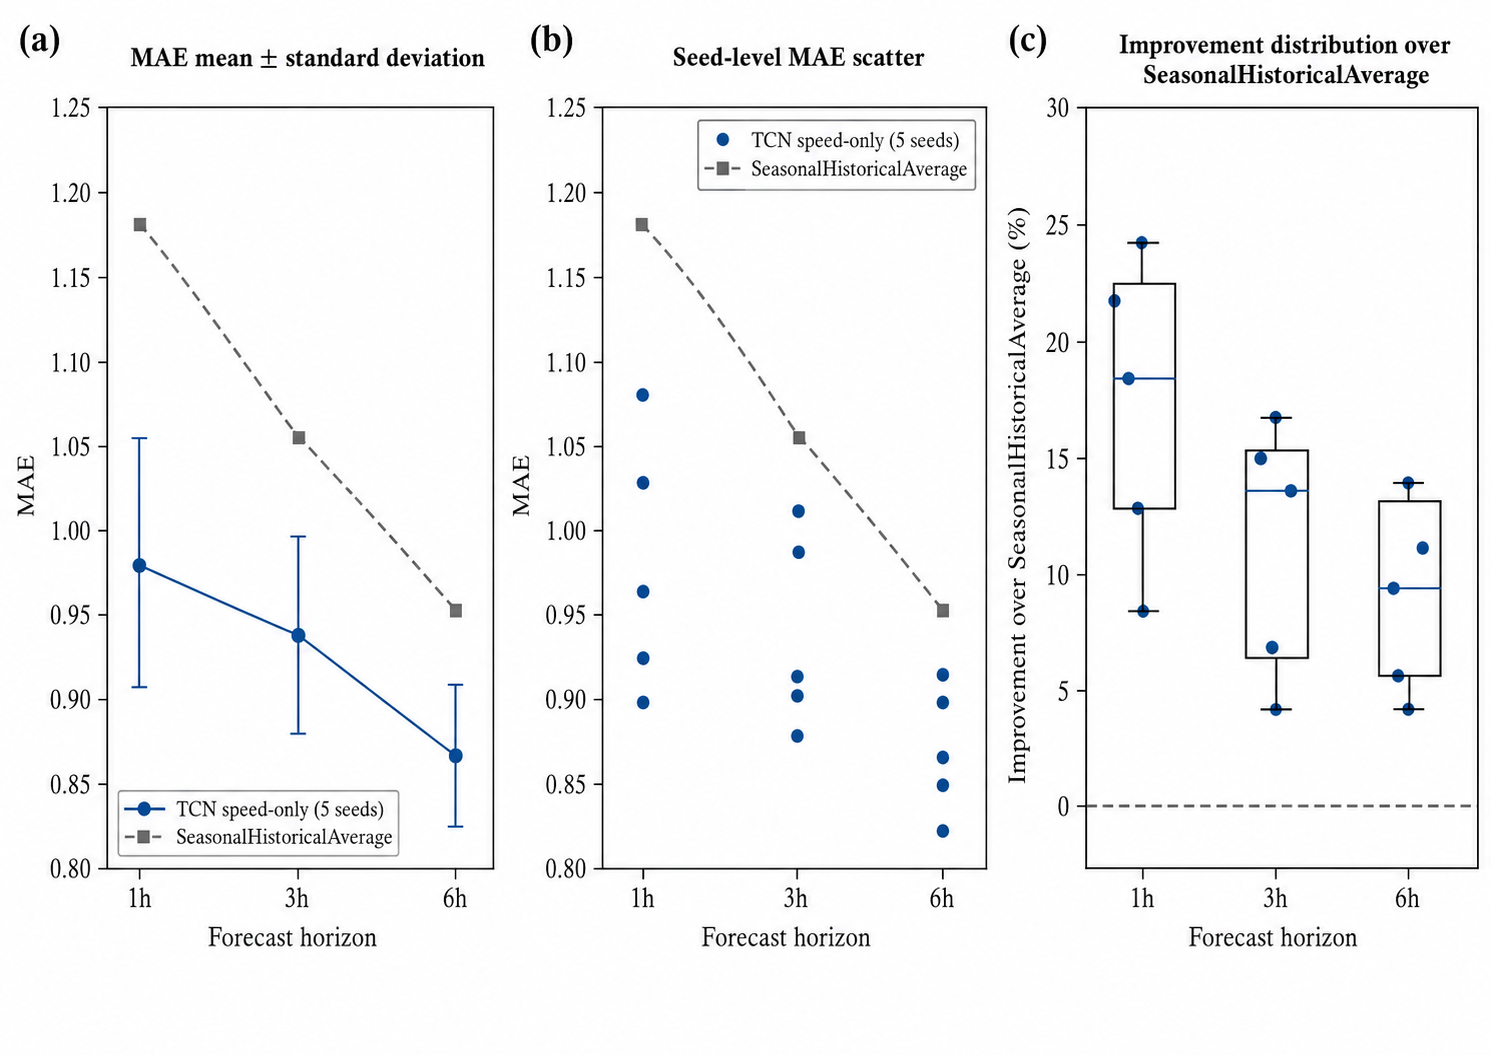 (a)
MAE mean ± standard deviation
1.25
1.20
1.15
1.10
1.05
1.00
0.95
0.90
0.85
0.80
MAE
TCN speed-only (5 seeds)
SeasonalHistoricalAverage
1h
3h
6h
Forecast horizon
(b)
Seed-level MAE scatter
1.25
1.20
1.15
1.10
1.05
1.00
0.95
0.90
0.85
0.80
MAE
TCN speed-only (5 seeds)
SeasonalHistoricalAverage
1h
3h
6h
Forecast horizon
(c)
Improvement distribution over
SeasonalHistoricalAverage
30
25
20
15
10
5
0
Improvement over SeasonalHistoricalAverage (%)
1h
3h
6h
Forecast horizon